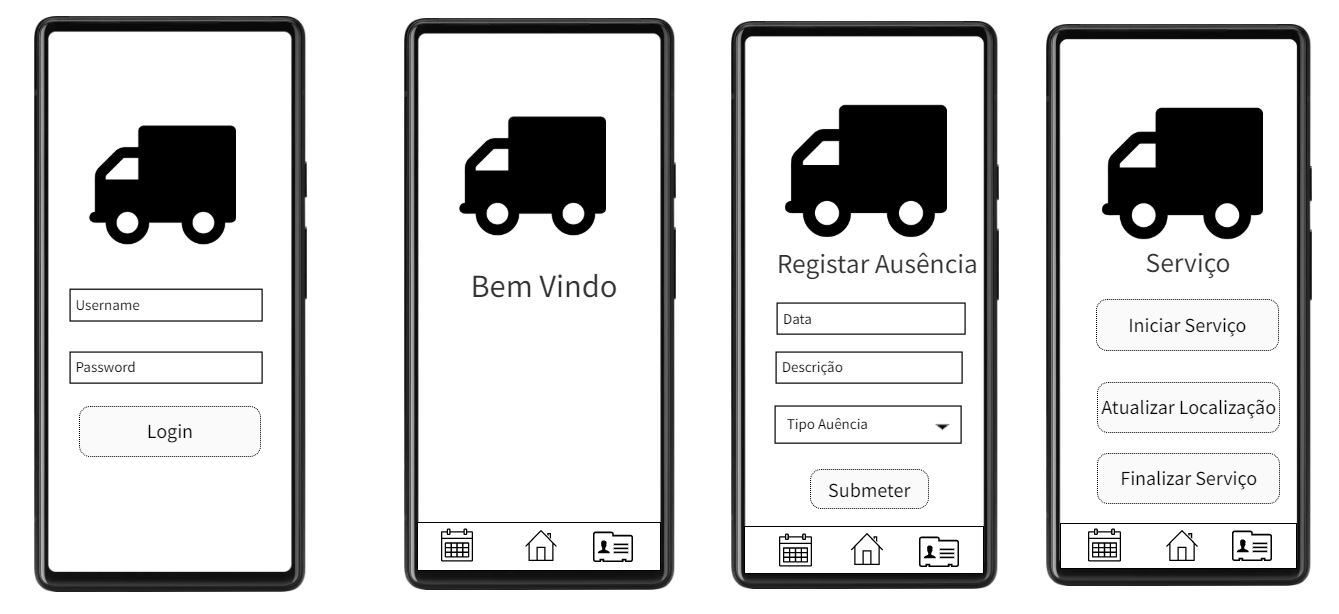 Username
Password
Login
Bem Vindo
Registar Ausência
Data
Descrição
Tipo Auência
Submeter
Serviço
Iniciar Serviço
Atualizar Localização
Finalizar Serviço